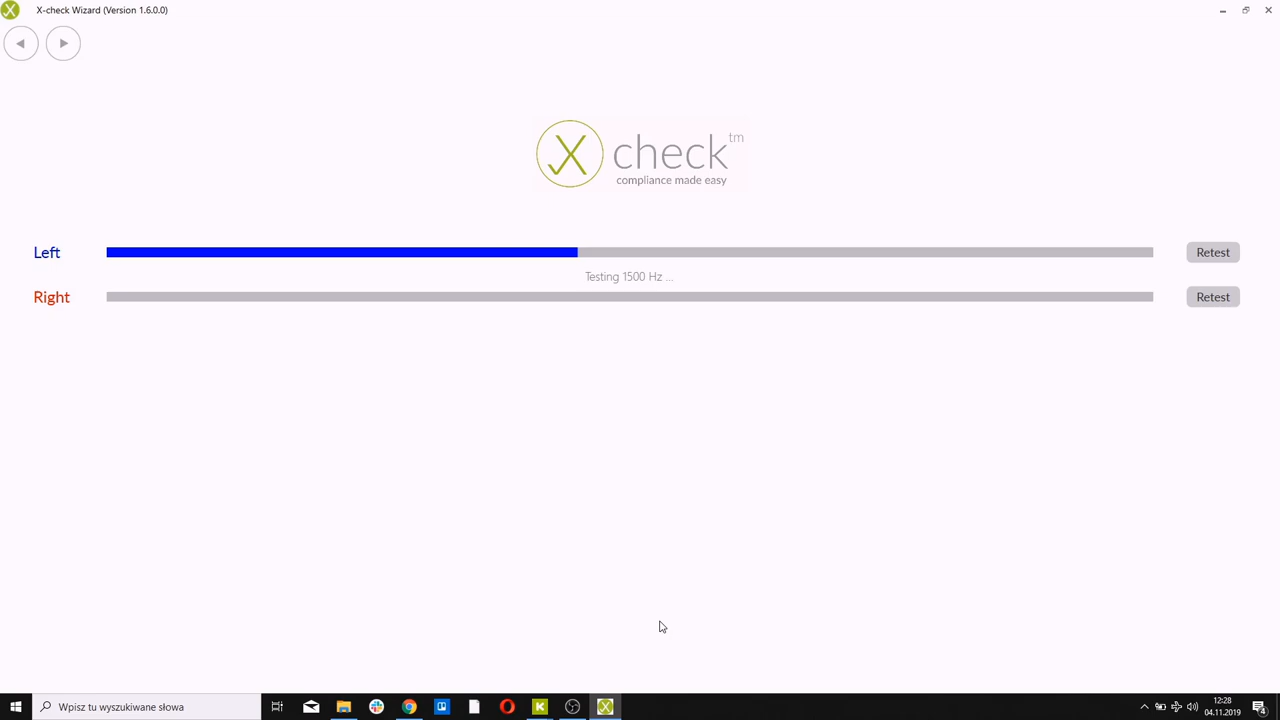 X-check Wizard (Version 1.6.0.0)
X check tm
compliance made easy
Left
Retest
Testing 1500 Hz ...
Right
Retest
Wpisz tu wyszukiwane słowa
12:28
04.11.2019
4